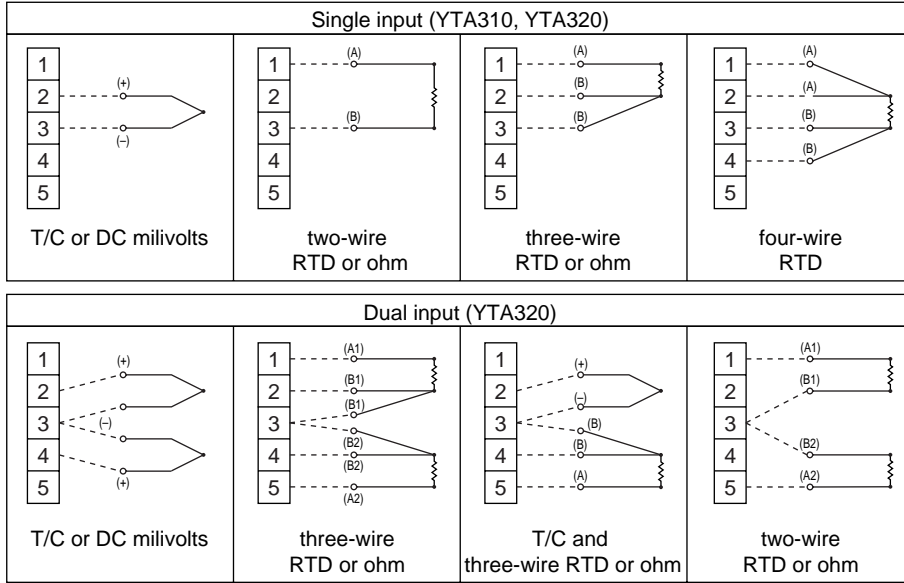 Single input (YTA310, YTA320)
1
2
3
4
5
(+)
(–)
T/C or DC milivolts
1
2
3
4
5
(A)
(B)
two-wire
RTD or ohm
1
2
3
4
5
(A)
(B)
(B)
three-wire
RTD or ohm
1
2
3
4
5
(A)
(A)
(B)
(B)
four-wire
RTD
Dual input (YTA320)
1
2
3
4
5
(+)
(–)
(+)
T/C or DC milivolts
1
2
3
4
5
(A1)
(B1)
(B1)
(B2)
(B2)
(A2)
three-wire
RTD or ohm
1
2
3
4
5
(+)
(–)
(B)
(B)
(A)
T/C and
three-wire RTD or ohm
1
2
3
4
5
(A1)
(B1)
(B2)
(A2)
two-wire
RTD or ohm